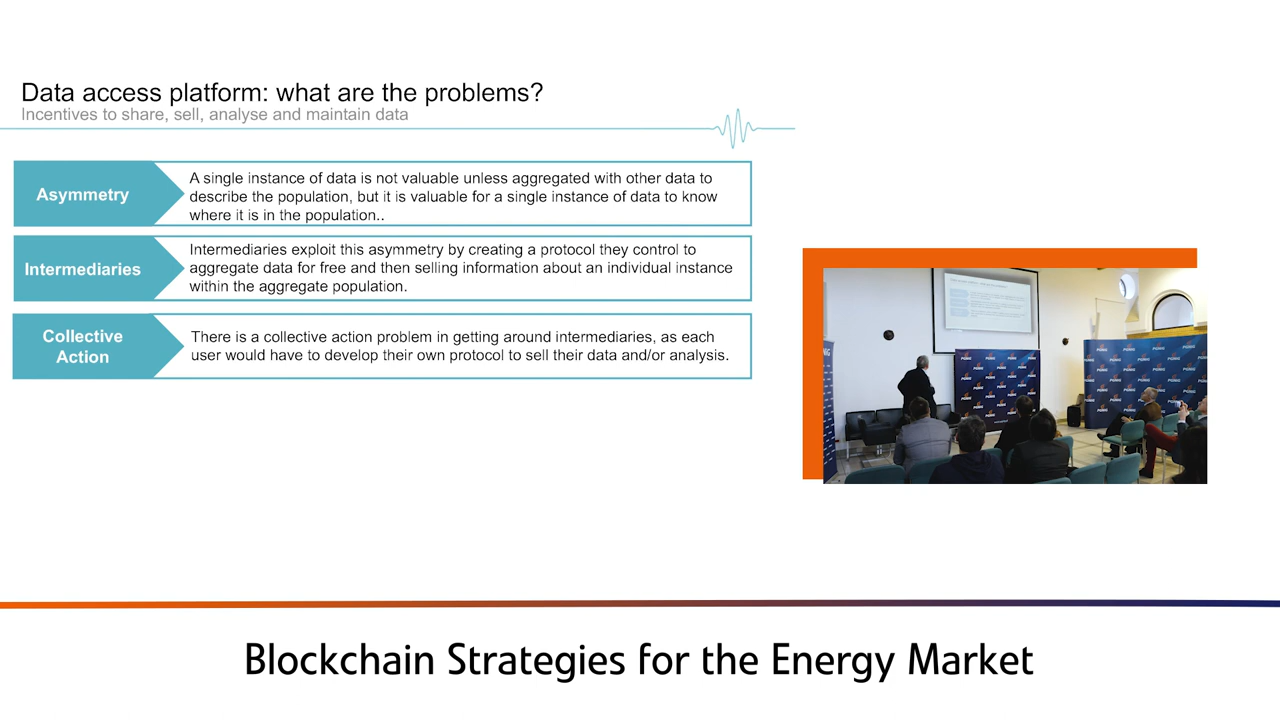 Data access platform: what are the problems?
Incentives to share, sell, analyse and maintain data
Asymmetry
A single instance of data is not valuable unless aggregated with other data to
describe the population, but it is valuable for a single instance of data to know
where it is in the population..
Intermediaries
Intermediaries exploit this asymmetry by creating a protocol they control to
aggregate data for free and then selling information about an individual instance
within the aggregate population.
Collective
Action
There is a collective action problem in getting around intermediaries, as each
user would have to develop their own protocol to sell their data and/or analysis.
PGNiG
Blockchain Strategies for the Energy Market